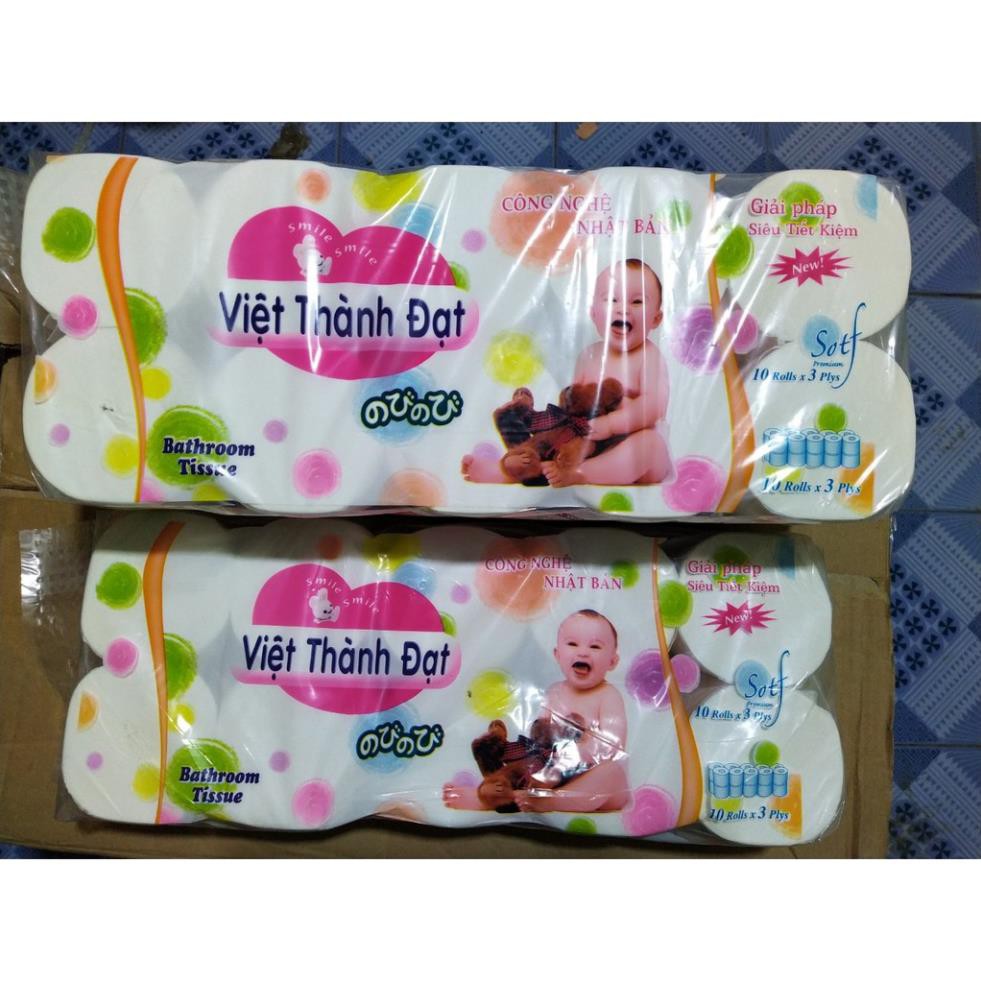 smile
smile
Việt Thành Đạt
のびのび
Bathroom
Tissue
CÔNG NGHỆ
NHẬT BẢN
Giải pháp
Siêu Tiết Kiệm
New!
Sotf
Premium
10 Rolls x 3 Plys
10 Rolls x 3 Plys
smile
smile
Việt Thành Đạt
のびのび
Bathroom
Tissue
CÔNG NGHỆ
NHẬT BẢN
Giải pháp
Siêu Tiết Kiệm
New!
Sotf
Premium
10 Rolls x 3 Plys
10 Rolls x 3 Plys